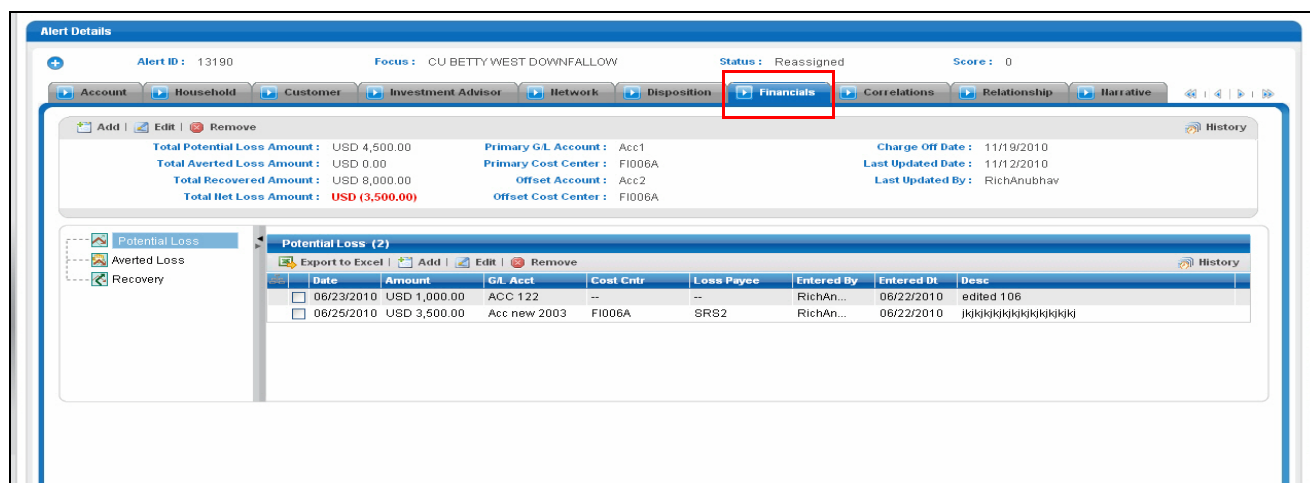 Alert Details
Alert ID : 13190 Focus : CU BETTY WEST DOWNFALLOW Status : Reassigned Score : 0
Account Household Customer Investment Advisor Network Disposition Financials Correlations Relationship Narrative
Add | Edit | Remove History
Total Potential Loss Amount : USD 4,500.00 Primary G/L Account : Acc1 Charge Off Date : 11/19/2010
Total Averted Loss Amount : USD 0.00 Primary Cost Center : FI006A Last Updated Date : 11/12/2010
Total Recovered Amount : USD 8,000.00 Offset Account : Acc2 Last Updated By : RichAnubhav
Total Net Loss Amount : USD (3,500.00) Offset Cost Center : FI006A
Potential Loss
Averted Loss
Recovery
Potential Loss (2)
Export to Excel | Add | Edit | Remove History
Date Amount G/L Acct Cost Cntr Loss Payee Entered By Entered Dt Desc
06/23/2010 USD 1,000.00 ACC 122 -- -- RichAn... 06/22/2010 edited 106
06/25/2010 USD 3,500.00 Acc new 2003 FI006A SRS2 RichAn... 06/22/2010